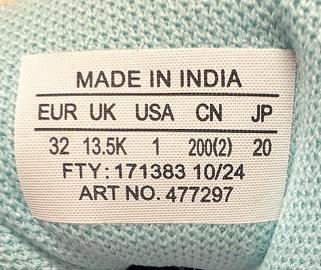 MADE IN INDIA
EUR UK USA CN JP
32 13.5K 1 200(2) 20
FTY: 171383 10/24
ART NO. 477297